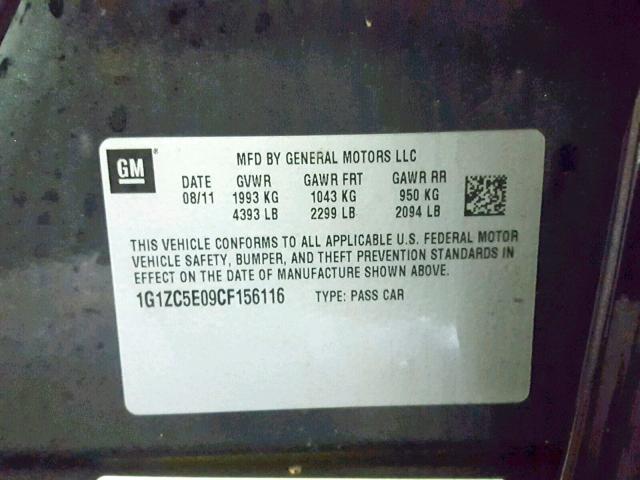 GM ®
MFD BY GENERAL MOTORS LLC
DATE GVWR GAWR FRT GAWR RR
08/11 1993 KG 1043 KG 950 KG
4393 LB 2299 LB 2094 LB
THIS VEHICLE CONFORMS TO ALL APPLICABLE U.S. FEDERAL MOTOR
VEHICLE SAFETY, BUMPER, AND THEFT PREVENTION STANDARDS IN
EFFECT ON THE DATE OF MANUFACTURE SHOWN ABOVE.
1G1ZC5E09CF156116 TYPE: PASS CAR